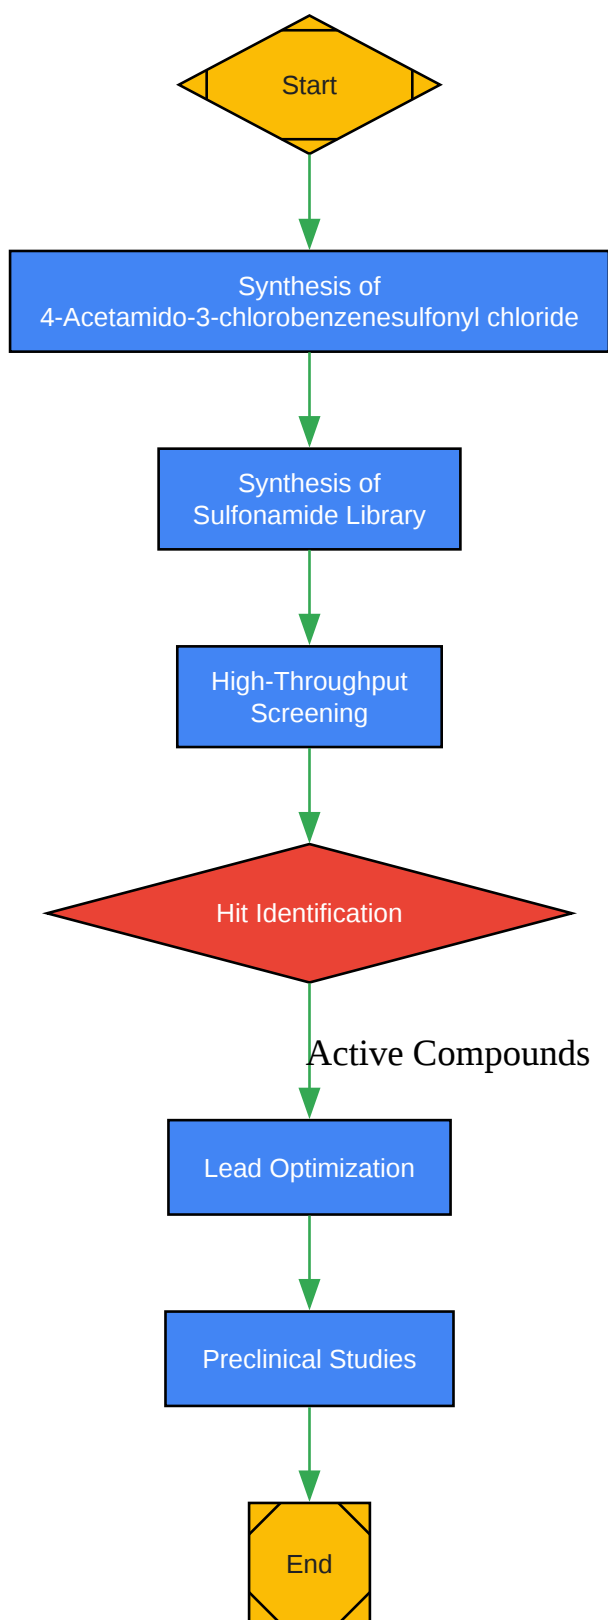 Start
Synthesis of
4-Acetamido-3-chlorobenzenesulfonyl chloride
Synthesis of
Sulfonamide Library
High-Throughput
Screening
Hit Identification
Active Compounds
Lead Optimization
Preclinical Studies
End